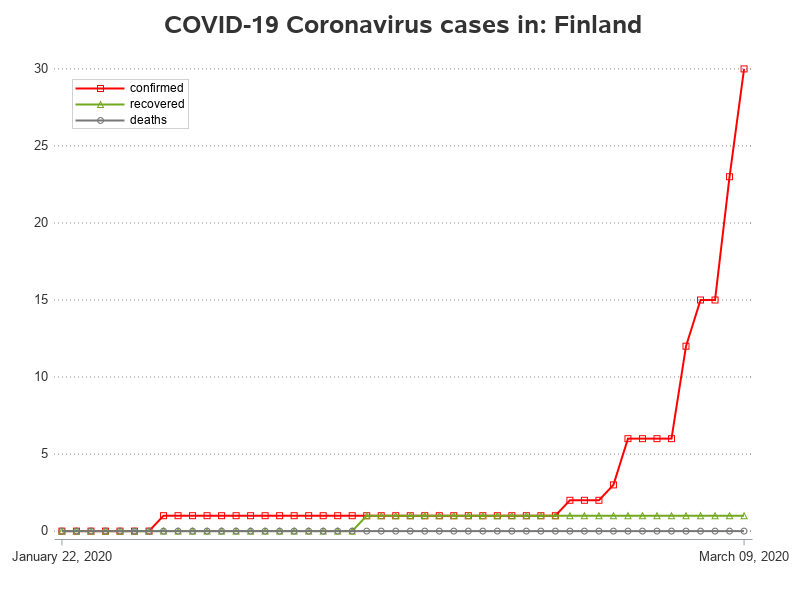 COVID-19 Coronavirus cases in: Finland
30
25
20
15
10
5
0
confirmed
recovered
deaths
January 22, 2020
March 09, 2020